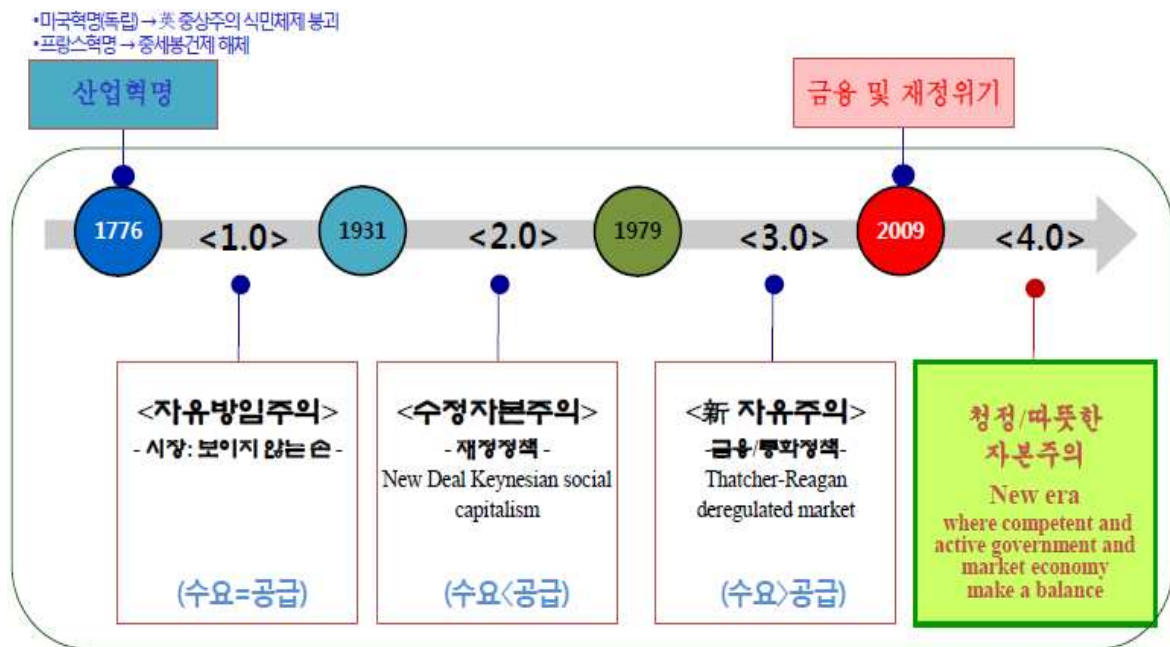 •미국혁명(독립) → 英 중상주의 식민체제 붕괴
•프랑스혁명 → 중세봉건제 해체
산업혁명
금융 및 재정위기
1776
<1.0>
1931
<2.0>
1979
<3.0>
2009
<4.0>
<자유방임주의>
- 시장: 보이지 않는 손 -
(수요=공급)
<수정자본주의>
- 재정정책 -
New Deal Keynesian social
capitalism
(수요<공급)
<新 자유주의>
-금융/통화정책-
Thatcher-Reagan
deregulated market
(수요>공급)
청정/따뜻한
자본주의
New era
where competent and
active government and
market economy
make a balance